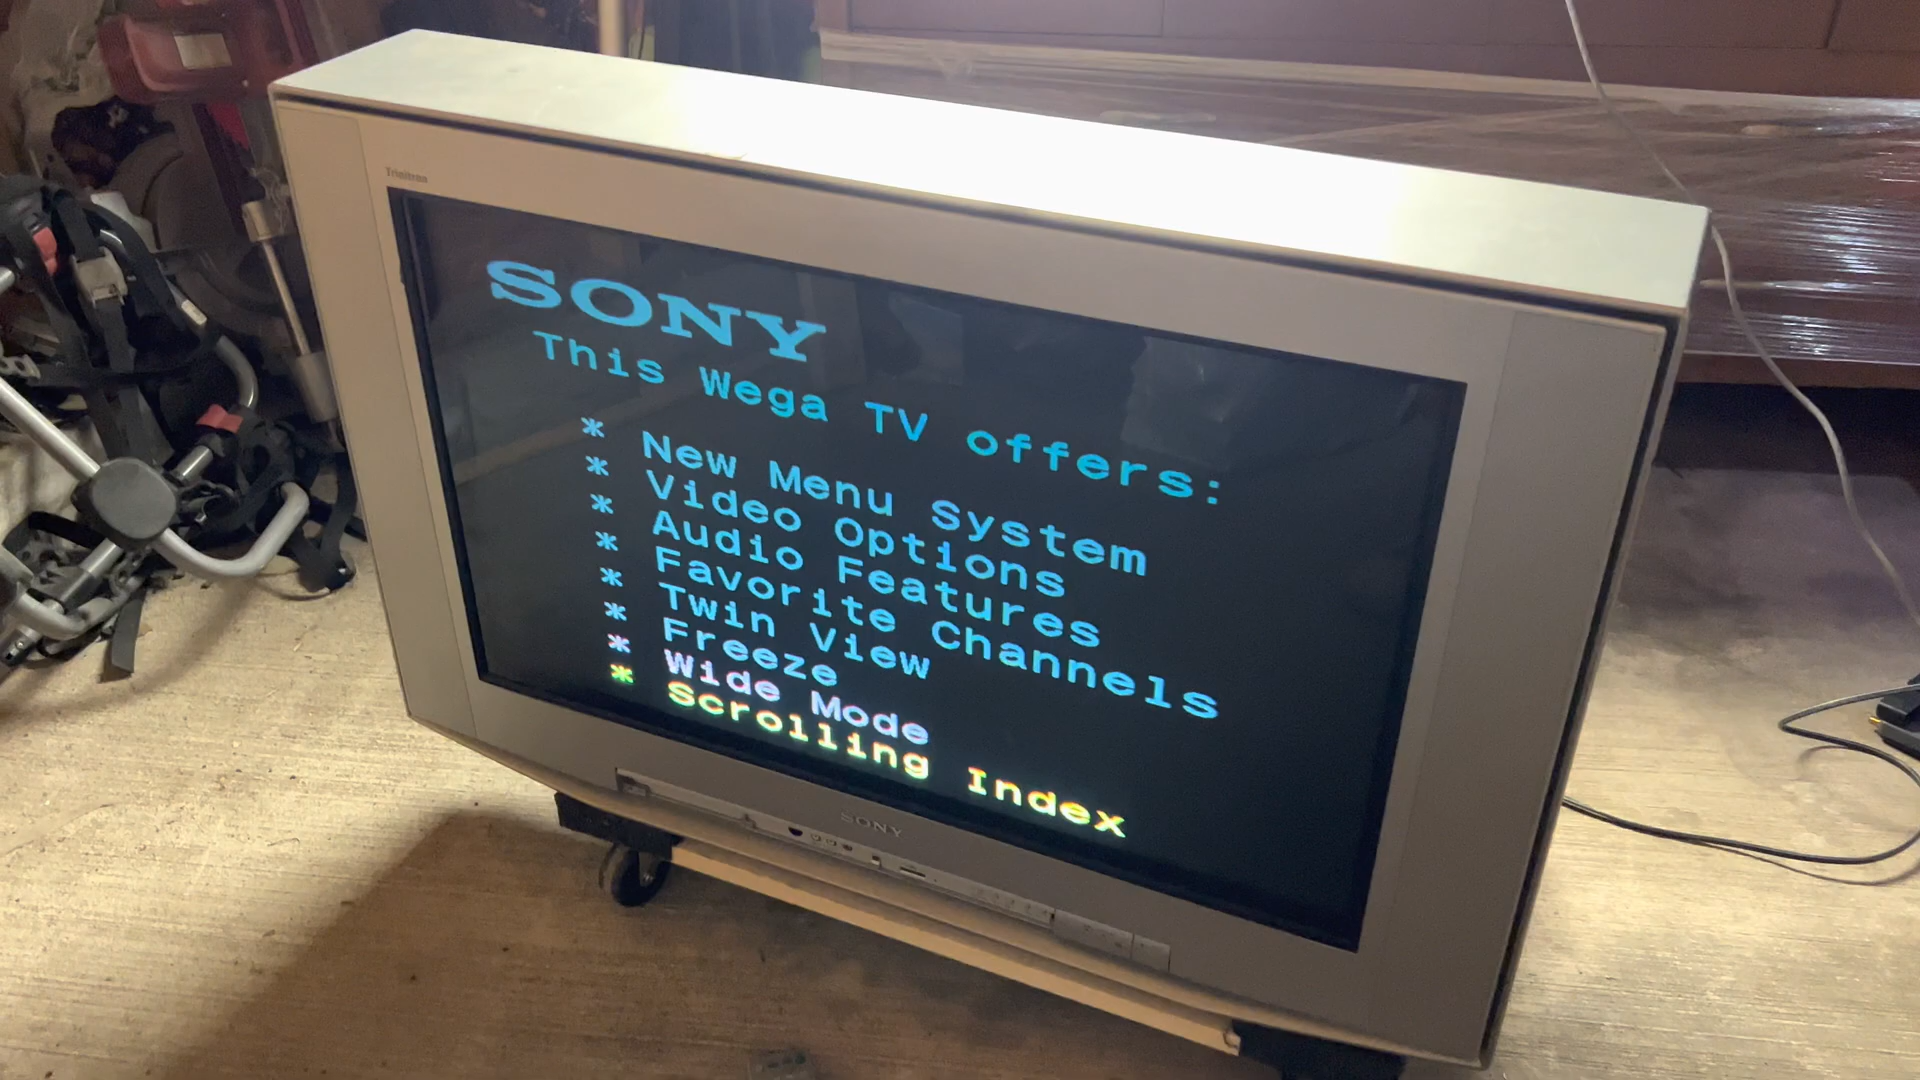 Trinitron
SONY
This Wega TV offers:
* New Menu System
* Video Options
* Audio Features
* Favorite Channels
* Twin View
* Freeze
* Wide Mode
* Scrolling Index
SONY